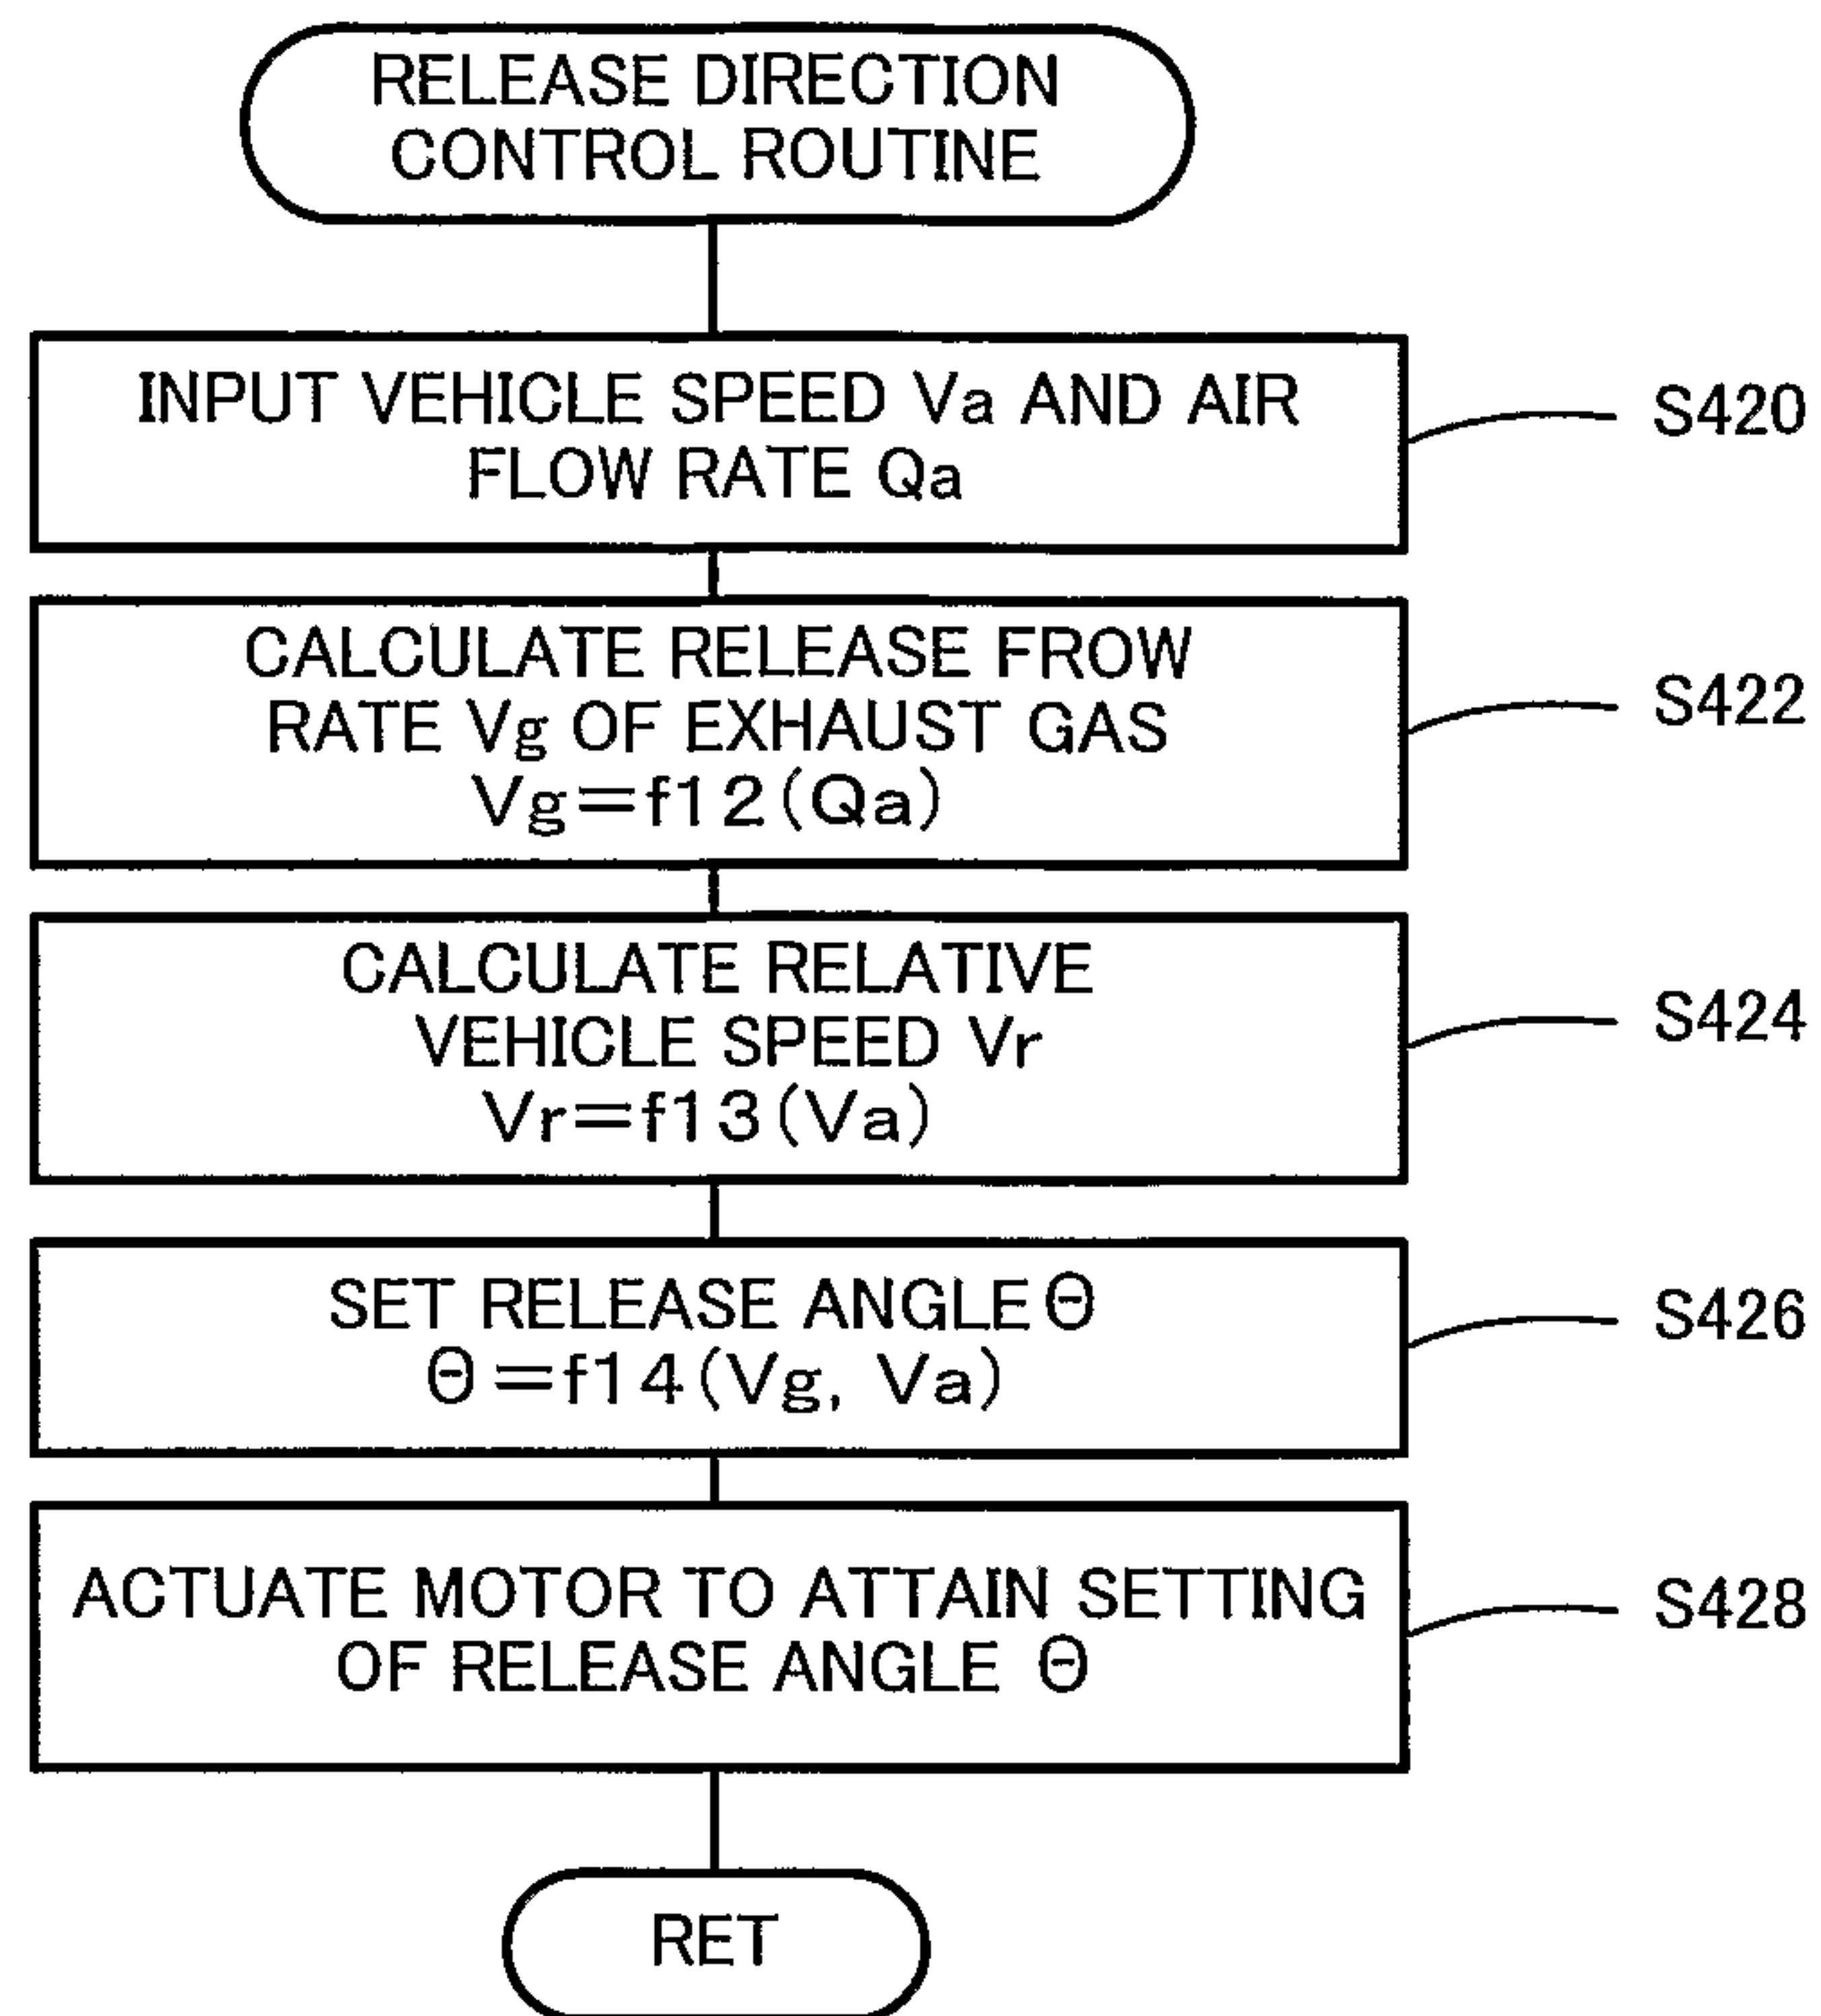 RELEASE DIRECTION
CONTROL ROUTINE
INPUT VEHICLE SPEED Va AND AIR
FLOW RATE Qa
S420
CALCULATE RELEASE FROW
RATE Vg OF EXHAUST GAS
Vg=f12(Qa)
S422
CALCULATE RELATIVE
VEHICLE SPEED Vr
Vr=f13(Va)
S424
SET RELEASE ANGLE Θ
Θ=f14(Vg, Va)
S426
ACTUATE MOTOR TO ATTAIN SETTING
OF RELEASE ANGLE Θ
S428
RET